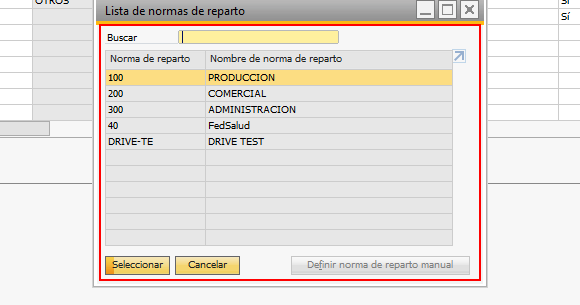 OTROS
Sí
Sí
Lista de normas de reparto
Buscar
Norma de reparto Nombre de norma de reparto
100 PRODUCCION
200 COMERCIAL
300 ADMINISTRACION
40 FedSalud
DRIVE-TE DRIVE TEST
Seleccionar Cancelar Definir norma de reparto manual